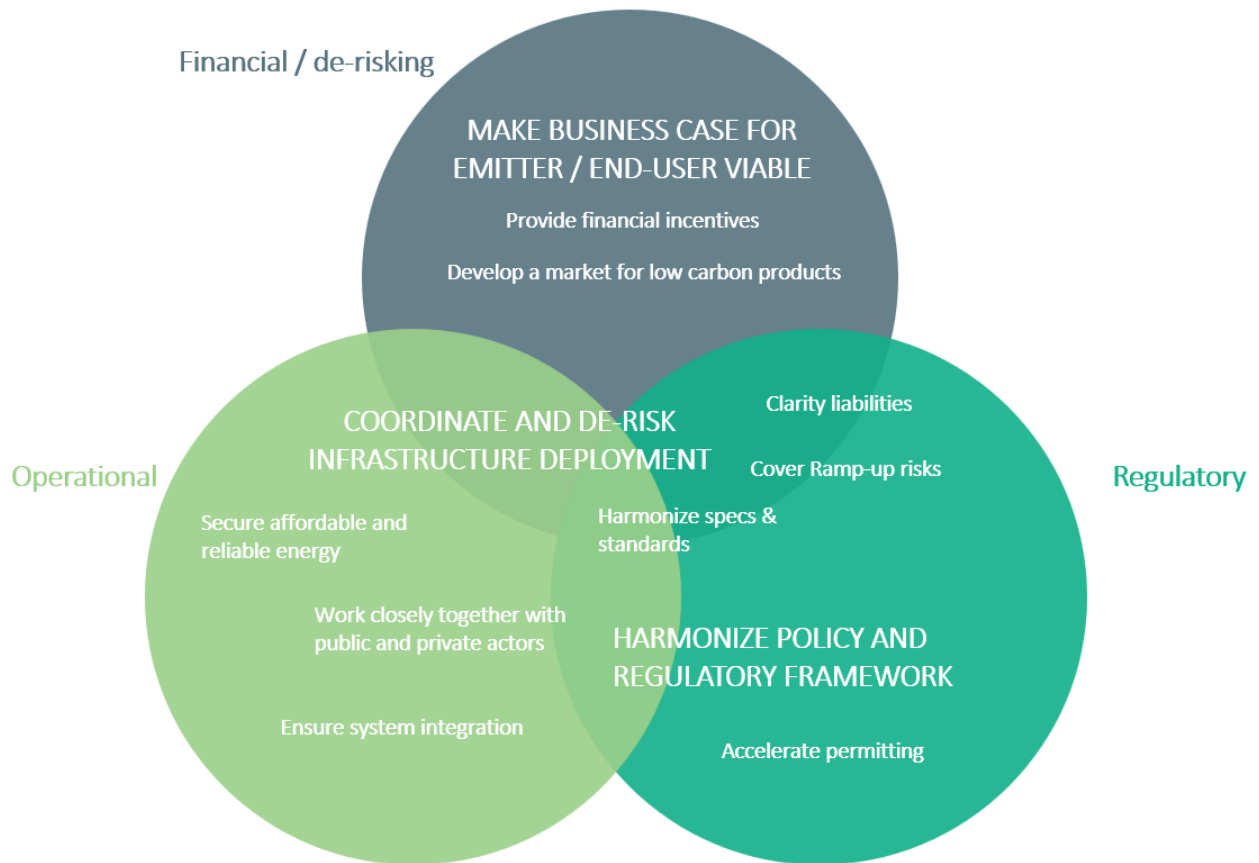 Financial / de-risking
MAKE BUSINESS CASE FOR
EMITTER / END-USER VIABLE
Provide financial incentives
Develop a market for low carbon products
Operational
COORDINATE AND DE-RISK
INFRASTRUCTURE DEPLOYMENT
Secure affordable and
reliable energy
Work closely together with
public and private actors
Ensure system integration
Regulatory
Clarity liabilities
Cover Ramp-up risks
Harmonize specs &
standards
HARMONIZE POLICY AND
REGULATORY FRAMEWORK
Accelerate permitting